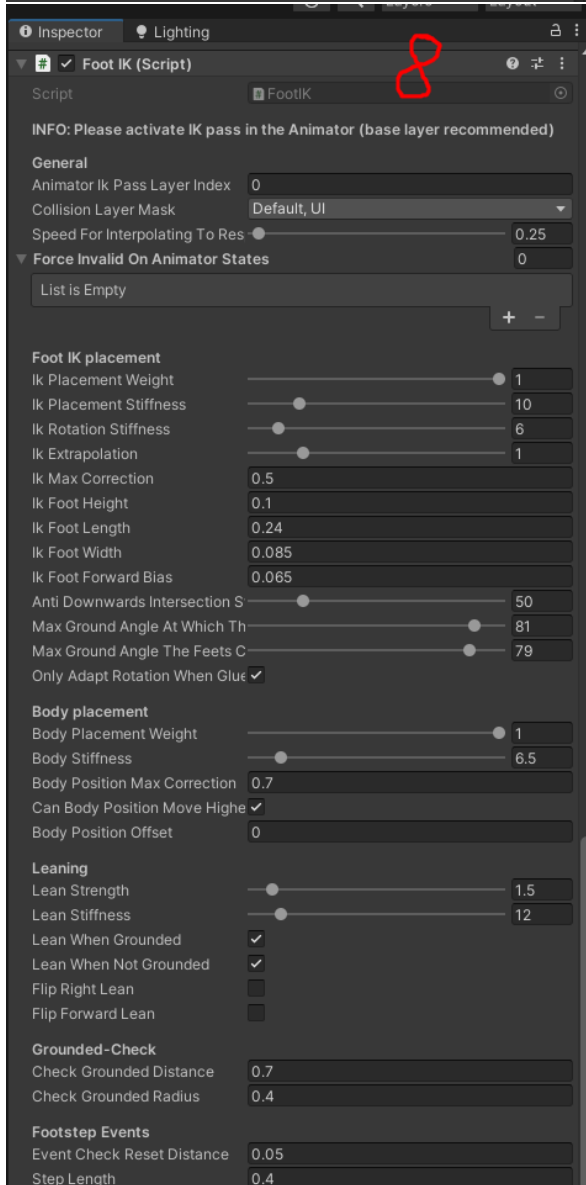 Inspector Lighting
Foot IK (Script)
8
Script FootIK
INFO: Please activate IK pass in the Animator (base layer recommended)
General
Animator Ik Pass Layer Index 0
Collision Layer Mask Default, UI
Speed For Interpolating To Res 0.25
Force Invalid On Animator States 0
List is Empty
+ −
Foot IK placement
Ik Placement Weight 1
Ik Placement Stiffness 10
Ik Rotation Stiffness 6
Ik Extrapolation 1
Ik Max Correction 0.5
Ik Foot Height 0.1
Ik Foot Length 0.24
Ik Foot Width 0.085
Ik Foot Forward Bias 0.065
Anti Downwards Intersection S 50
Max Ground Angle At Which Th 81
Max Ground Angle The Feets C 79
Only Adapt Rotation When Glue
Body placement
Body Placement Weight 1
Body Stiffness 6.5
Body Position Max Correction 0.7
Can Body Position Move Highe
Body Position Offset 0
Leaning
Lean Strength 1.5
Lean Stiffness 12
Lean When Grounded
Lean When Not Grounded
Flip Right Lean
Flip Forward Lean
Grounded-Check
Check Grounded Distance 0.7
Check Grounded Radius 0.4
Footstep Events
Event Check Reset Distance 0.05
Step Length 0.4